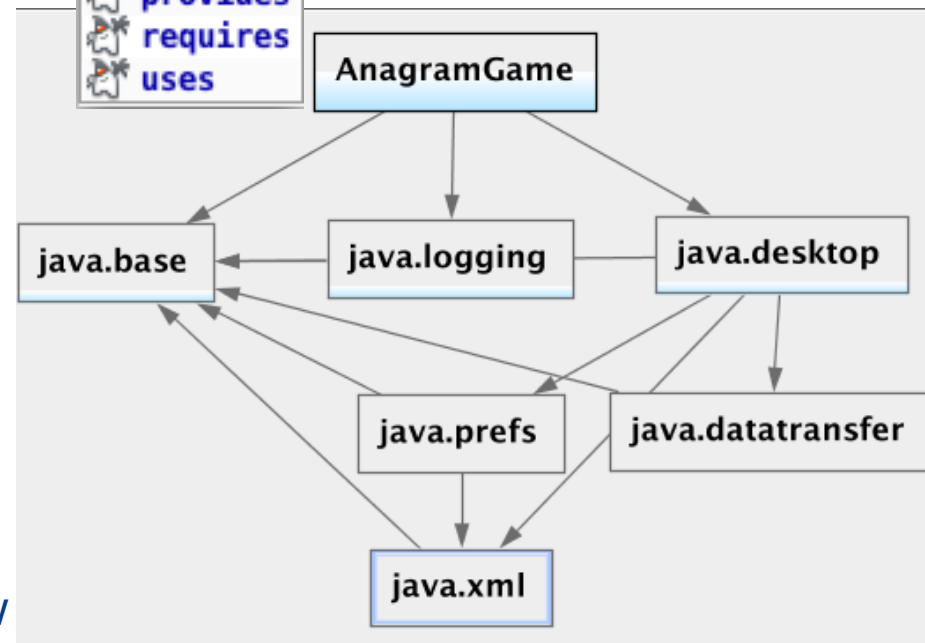 provides
requires
uses
AnagramGame
java.base
java.logging
java.desktop
java.prefs
java.datatransfer
java.xml